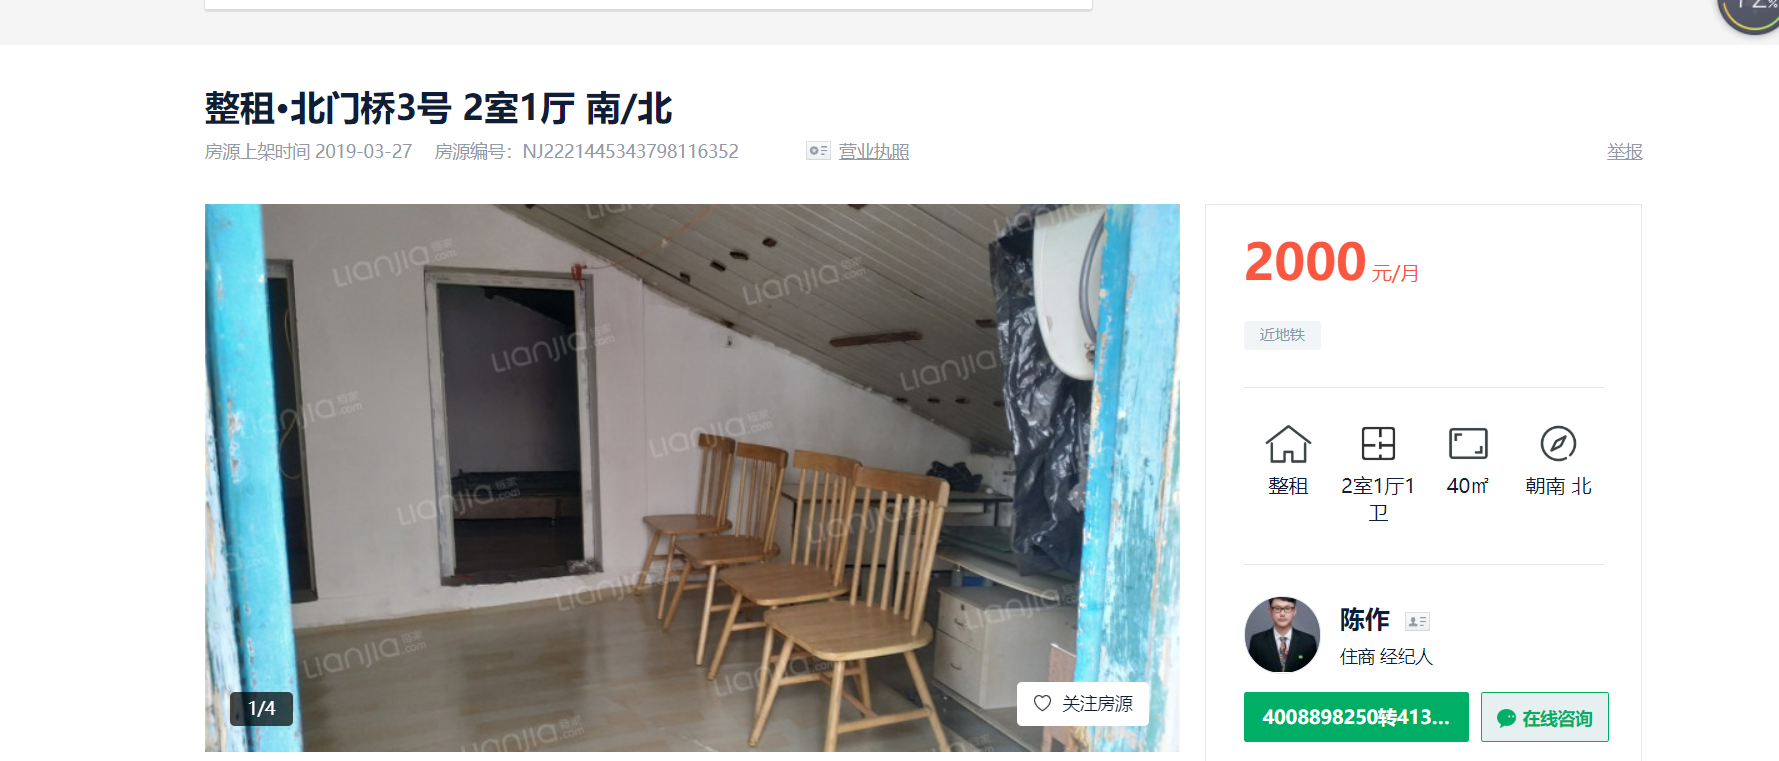 整租·北门桥3号 2室1厅 南/北
房源上架时间 2019-03-27 房源编号：NJ2221445343798116352 营业执照 举报
2000 元/月
近地铁
整租
2室1厅1
卫
40㎡
朝南 北
陈作
住商 经纪人
4008898250转413...
在线咨询
1/4
关注房源
Lianjia.com
链家